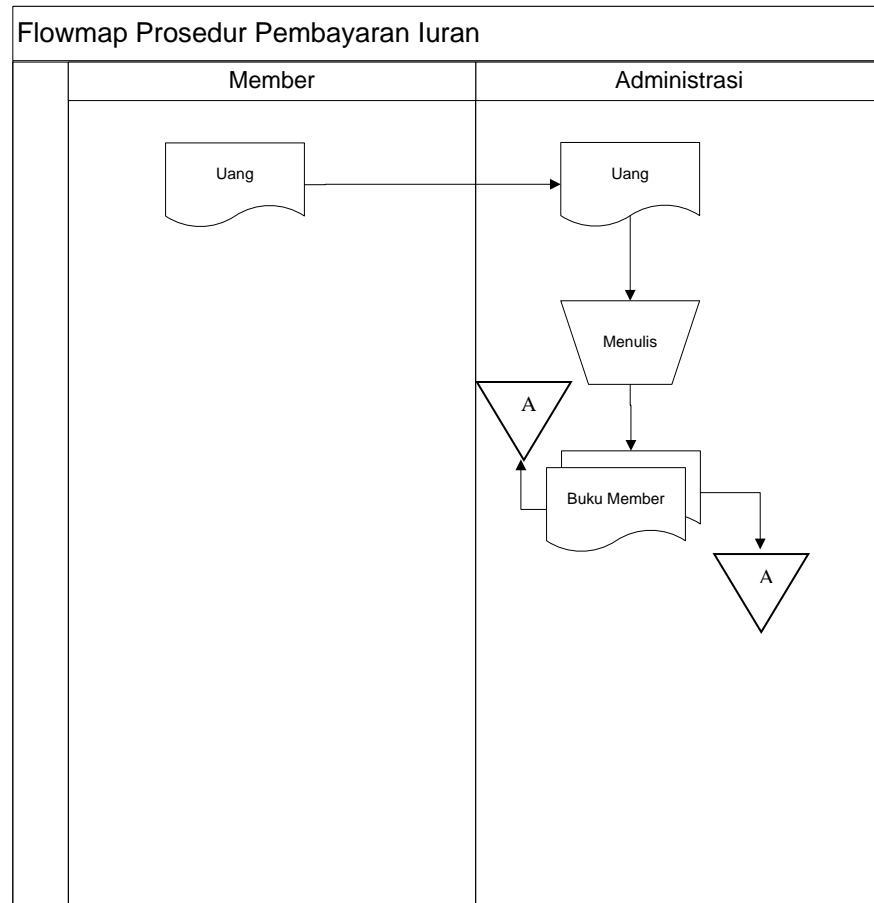 Flowmap Prosedur Pembayaran Iuran
Member
Administrasi
Uang
Uang
Menulis
A
Buku Member
A